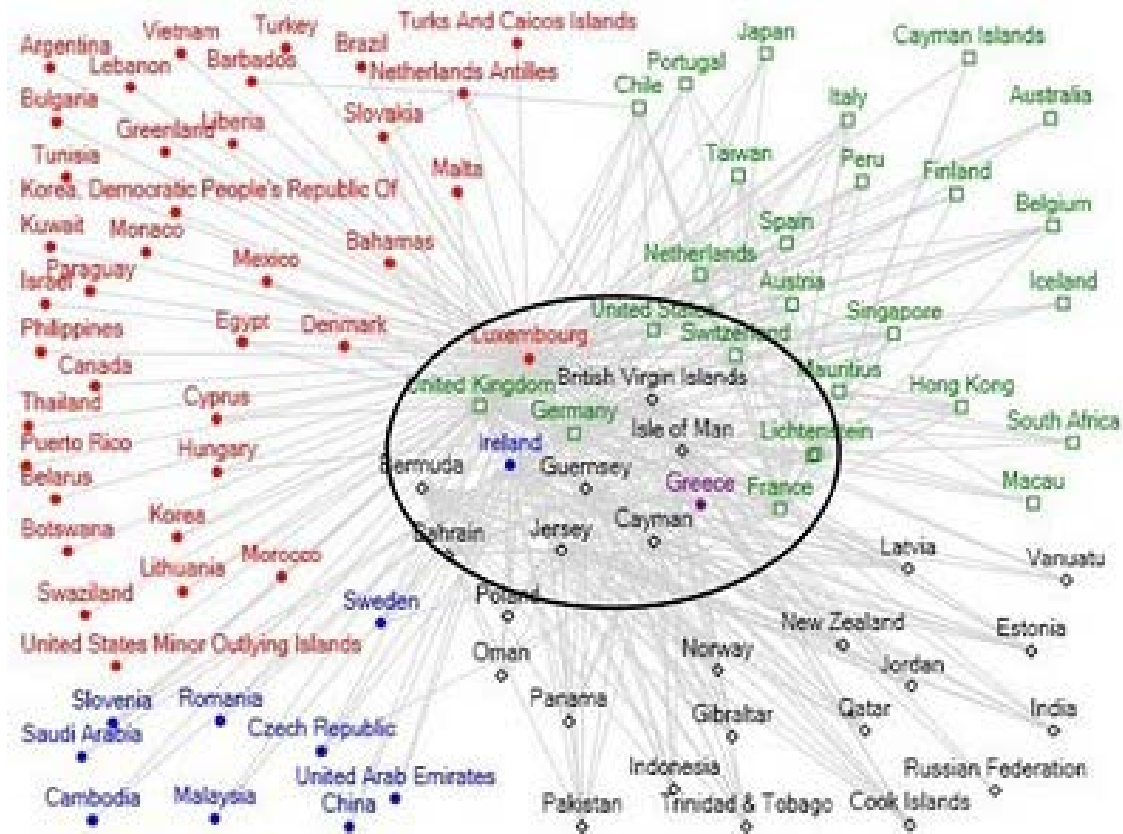 Turks And Caicos Islands
Vietnam
Turkey
Argentina
Brazil
Japan
Cayman Islands
Lebanon
Barbados
Netherlands Antilles
Portugal
Chile
Bulgaria
Italy
Australia
Greenland
Liberia
Slovakia
Tunisia
Malta
Taiwan
Peru
Finland
Korea, Democratic People's Republic Of
Belgium
Kuwait
Monaco
Bahamas
Spain
Netherlands
Mexico
Paraguay
Israel
Austria
Iceland
Philippines
Egypt
Denmark
United States
Singapore
Luxembourg
Switzerland
Canada
British Virgin Islands
Mauritius
United Kingdom
Hong Kong
Thailand
Cyprus
Germany
South Africa
Puerto Rico
Hungary
Ireland
Isle of Man
Lichtenstein
Belarus
Bermuda
Guernsey
Greece
France
Macau
Botswana
Korea
Bahrain
Jersey
Cayman
Lithuania
Morocco
Latvia
Vanuatu
Swaziland
Sweden
Poland
New Zealand
Estonia
United States Minor Outlying Islands
Oman
Norway
Jordan
Slovenia
Romania
Panama
Gibraltar
Qatar
India
Saudi Arabia
Czech Republic
United Arab Emirates
Indonesia
Russian Federation
Cambodia
Malaysia
China
Pakistan
Trinidad & Tobago
Cook Islands